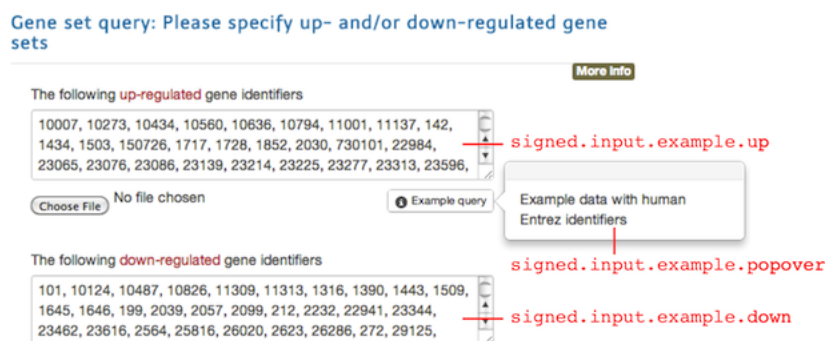 Gene set query: Please specify up- and/or down-regulated gene
sets
More Info
The following up-regulated gene identifiers
10007, 10273, 10434, 10560, 10636, 10794, 11001, 11137, 142,
1434, 1503, 150726, 1717, 1728, 1852, 2030, 730101, 22984,
23065, 23076, 23086, 23139, 23214, 23225, 23277, 23313, 23596,
signed.input.example.up
Choose File No file chosen
Example query
Example data with human
Entrez identifiers
signed.input.example.popover
The following down-regulated gene identifiers
101, 10124, 10487, 10826, 11309, 11313, 1316, 1390, 1443, 1509,
1645, 1646, 199, 2039, 2057, 2099, 212, 2232, 22941, 23344,
23462, 23616, 2564, 25816, 26020, 2623, 26286, 272, 29125,
signed.input.example.down